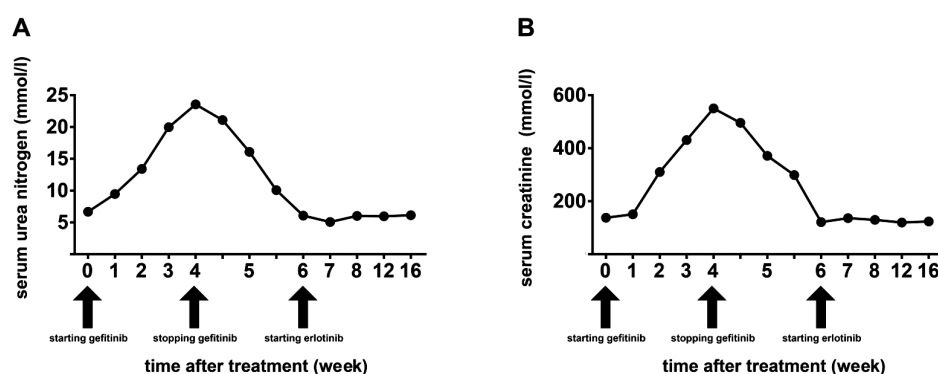 A
serum urea nitrogen (mmol/l)
25
20
15
10
5
0 1 2 3 4 5 6 7 8 12 16
starting gefitinib stopping gefitinib starting erlotinib
time after treatment (week)
B
serum creatinine (mmol/l)
600
400
200
0 1 2 3 4 5 6 7 8 12 16
starting gefitinib stopping gefitinib starting erlotinib
time after treatment (week)